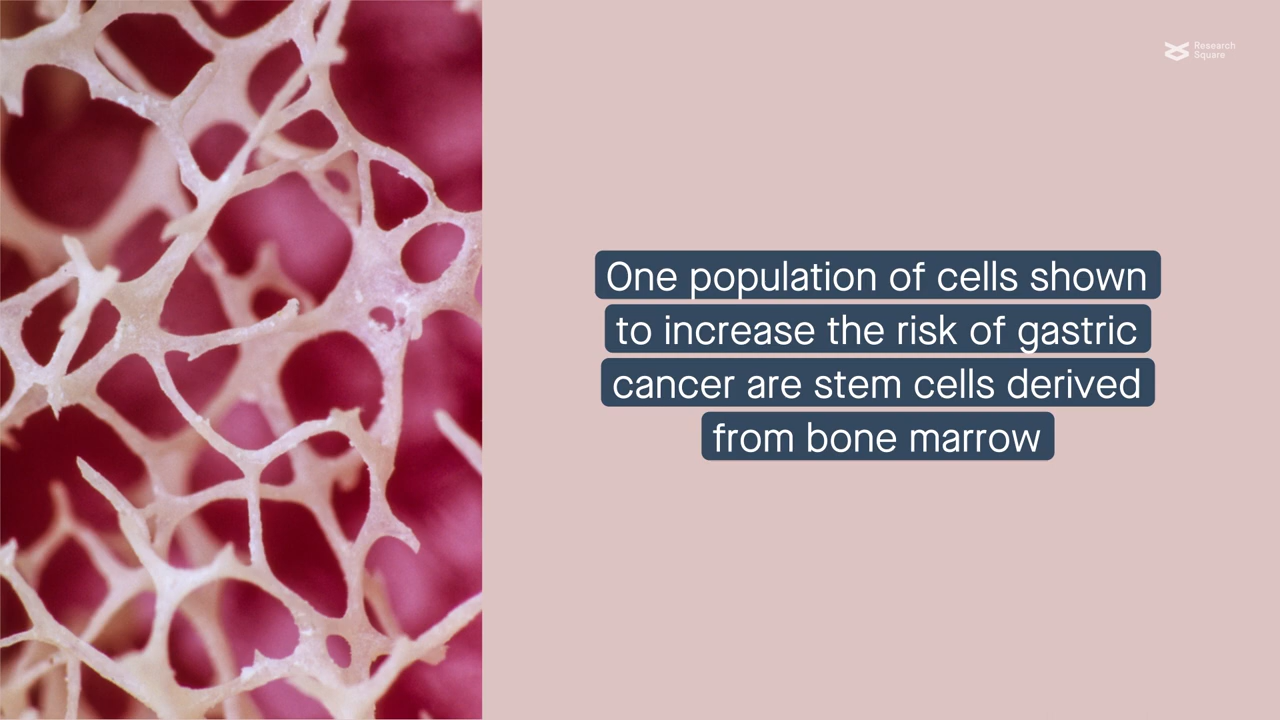 Research
Square
One population of cells shown
to increase the risk of gastric
cancer are stem cells derived
from bone marrow